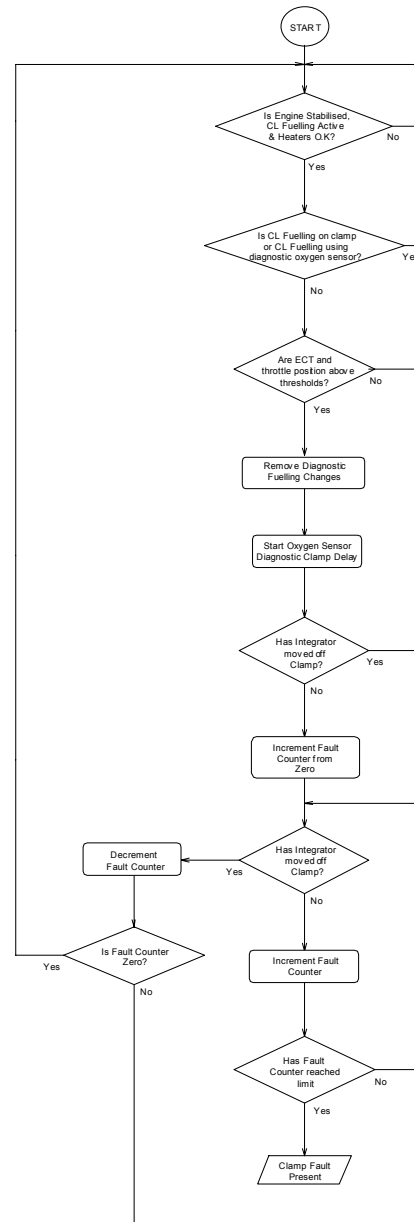 START
Is Engine Stabilised,
CL Fuelling Active
& Heaters O.K?
No
Yes
Is CL Fuelling on clamp
or CL Fuelling using
diagnostic oxygen sensor?
Ye
No
Are ECT and
throttle position above
thresholds?
No
Yes
Remove Diagnostic
Fuelling Changes
Start Oxygen Sensor
Diagnostic Clamp Delay
Has Integrator
moved off
Clamp?
Yes
No
Increment Fault
Counter from
Zero
Has Integrator
moved off
Clamp?
Yes
No
Decrement
Fault Counter
Is Fault Counter
Zero?
Yes
No
Increment Fault
Counter
Has Fault
Counter reached
limit
No
Yes
Clamp Fault
Present